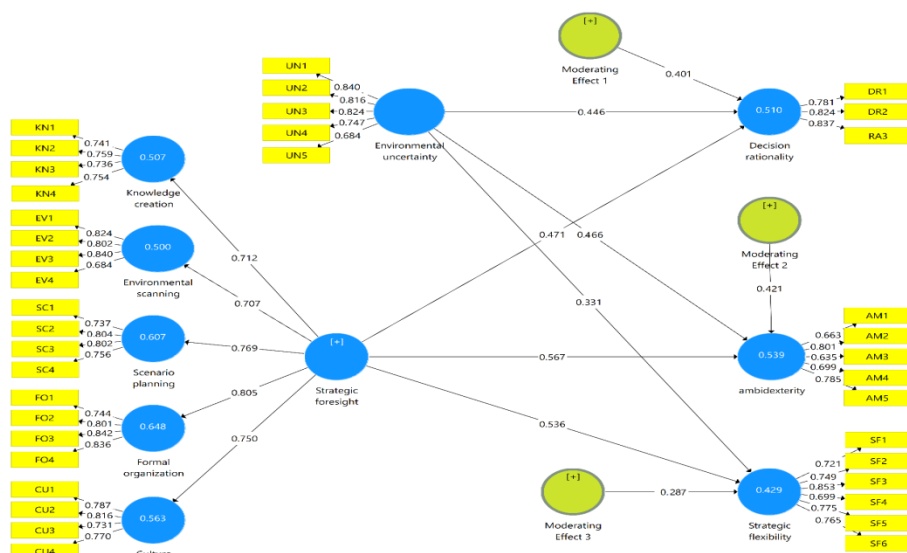 [+]
Moderating
Effect 1
0.401
UN1
UN2
UN3
UN4
UN5
0.840
0.816
0.824
0.747
0.684
Environmental
uncertainty
0.446
0.781
0.824
0.837
DR1
DR2
RA3
0.510
Decision
rationality
KN1
KN2
KN3
KN4
0.741
0.759
0.736
0.754
0.507
Knowledge
creation
EV1
EV2
EV3
EV4
0.824
0.802
0.840
0.684
0.500
Environmental
scanning
0.712
0.707
0.471
0.466
0.331
[+]
Moderating
Effect 2
0.421
SC1
SC2
SC3
SC4
0.737
0.804
0.802
0.756
0.607
Scenario
planning
0.769
[+]
Strategic
foresight
0.567
0.539
ambidexterity
0.663
0.801
0.635
0.699
0.785
AM1
AM2
AM3
AM4
AM5
FO1
FO2
FO3
FO4
0.744
0.801
0.842
0.836
0.648
Formal
organization
0.805
0.750
0.536
CU1
CU2
CU3
CU4
0.787
0.816
0.731
0.770
0.563
Culture
[+]
Moderating
Effect 3
0.287
0.429
Strategic
flexibility
0.721
0.749
0.853
0.699
0.775
0.765
SF1
SF2
SF3
SF4
SF5
SF6